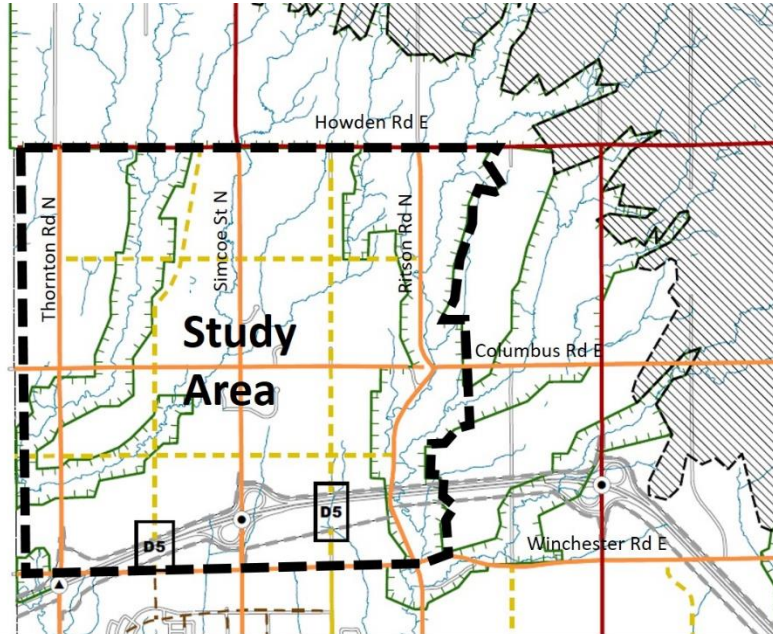 Howden Rd E
Thornton Rd N
Simcoe St N
Ritson Rd N
Study
Area
Columbus Rd E
D5
D5
Winchester Rd E